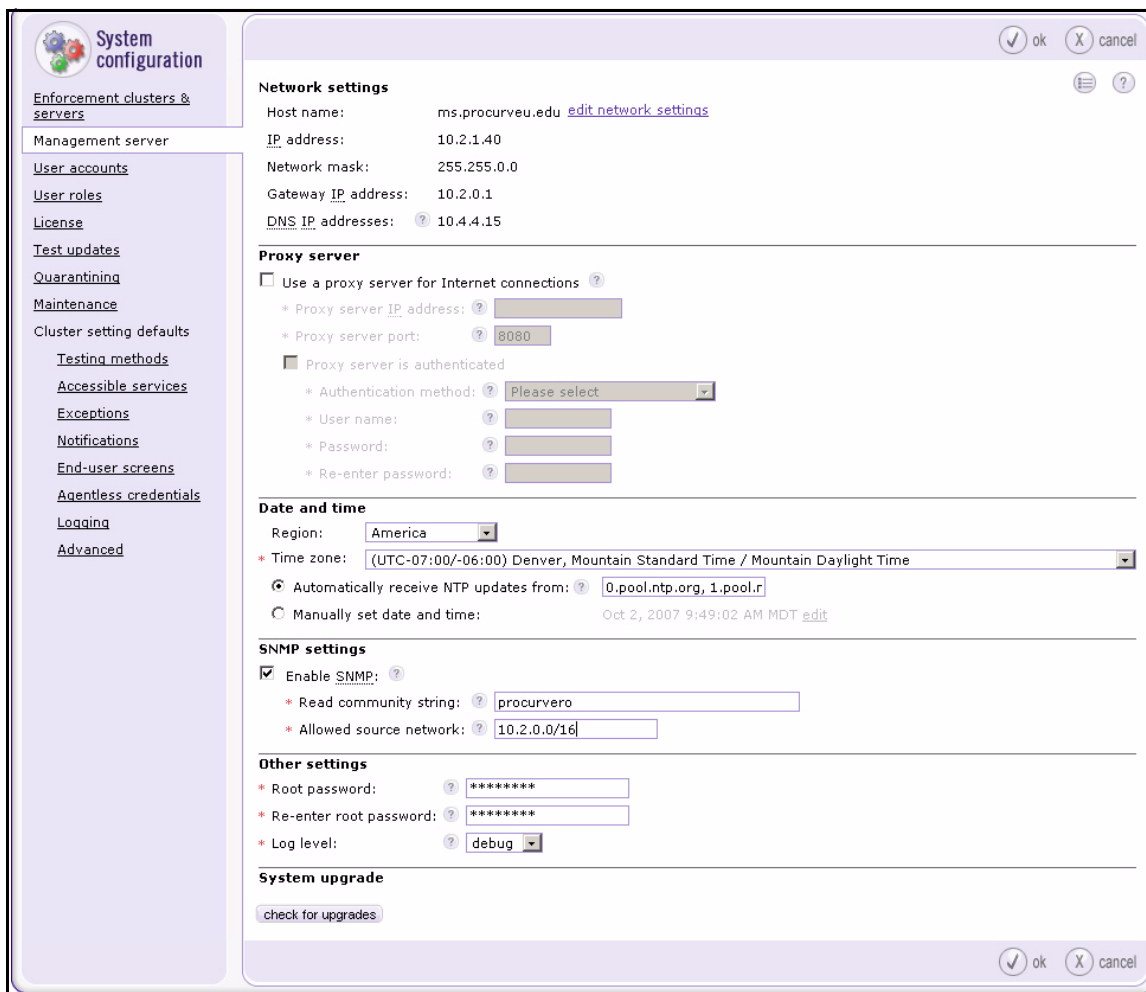 System
configuration
ok cancel
Enforcement clusters &
servers
Management server
User accounts
User roles
License
Test updates
Quarantining
Maintenance
Cluster setting defaults
Testing methods
Accessible services
Exceptions
Notifications
End-user screens
Agentless credentials
Logging
Advanced
Network settings
Host name: ms.procurveu.edu edit network settings
IP address: 10.2.1.40
Network mask: 255.255.0.0
Gateway IP address: 10.2.0.1
DNS IP addresses: ? 10.4.4.15
Proxy server
Use a proxy server for Internet connections ?
* Proxy server IP address: ?
* Proxy server port: ? 8080
Proxy server is authenticated
* Authentication method: ? Please select
* User name: ?
* Password: ?
* Re-enter password: ?
Date and time
Region: America
* Time zone: (UTC-07:00/-06:00) Denver, Mountain Standard Time / Mountain Daylight Time
Automatically receive NTP updates from: ? 0.pool.ntp.org, 1.pool.r
Manually set date and time: Oct 2, 2007 9:49:02 AM MDT edit
SNMP settings
Enable SNMP: ?
* Read community string: ? procurvero
* Allowed source network: ? 10.2.0.0/16
Other settings
* Root password: ? ********
* Re-enter root password: ? ********
* Log level: ? debug
System upgrade
check for upgrades
ok cancel